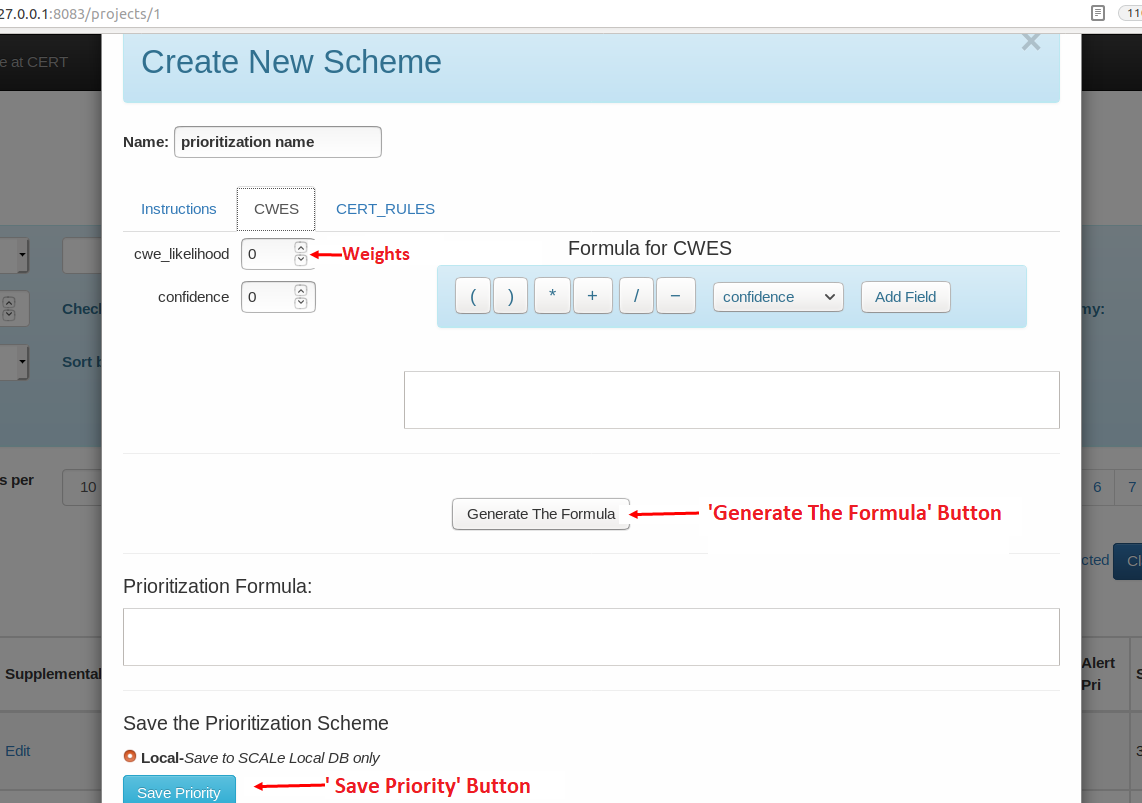 27.0.0.1:8083/projects/1
110
e at CERT
Create New Scheme
×
Name: prioritization name
Instructions CWES CERT_RULES
cwe_likelihood 0 Weights
Formula for CWES
confidence 0
( ) * + / − confidence Add Field
Chec
my:
Sort b
s per 10
6 7
Generate The Formula 'Generate The Formula' Button
cted Cl
Prioritization Formula:
Supplemental
Alert
Pri
Save the Prioritization Scheme
Edit
Local-Save to SCALe Local DB only
Save Priority ' Save Priority' Button